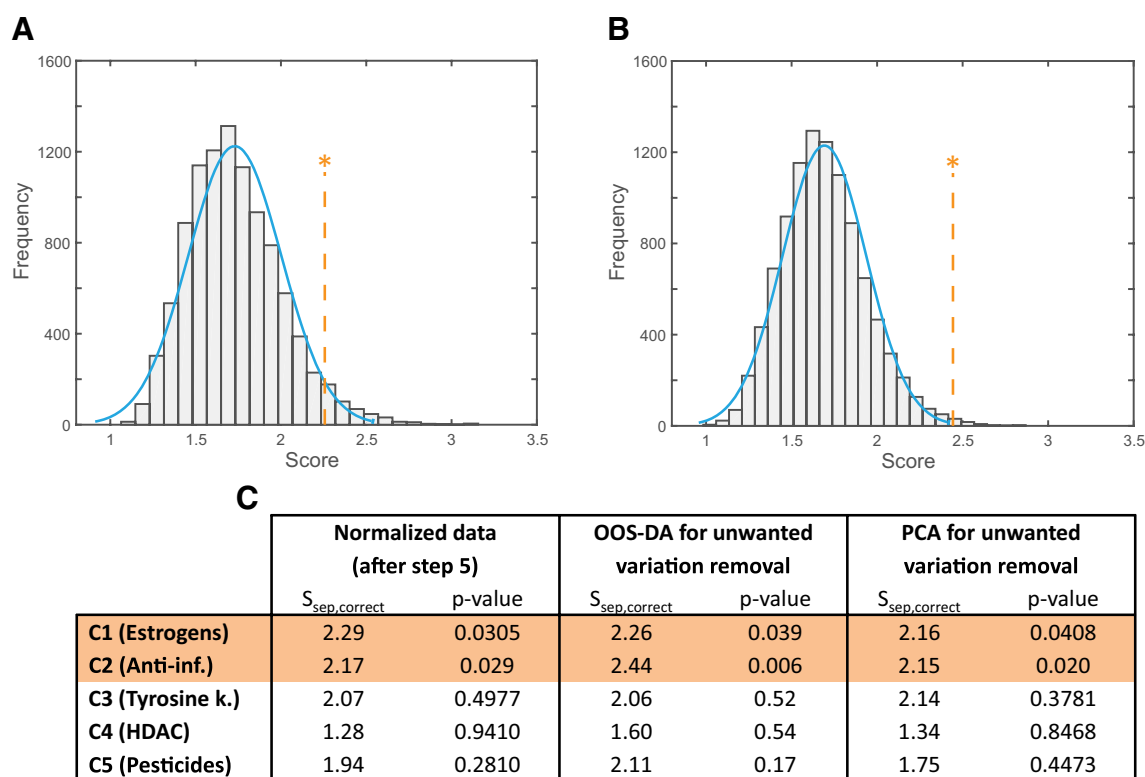 A
B
1600
1200
800
400
0
Frequency
*
1
1.5
2
2.5
3
3.5
Score
1600
1200
800
400
0
Frequency
*
1
1.5
2
2.5
3
3.5
Score
C
Normalized data OOS-DA for unwanted PCA for unwanted
(after step 5) variation removal variation removal
Ssep,correct p-value Ssep,correct p-value Ssep,correct p-value
C1 (Estrogens) 2.29 0.0305 2.26 0.039 2.16 0.0408
C2 (Anti-inf.) 2.17 0.029 2.44 0.006 2.15 0.020
C3 (Tyrosine k.) 2.07 0.4977 2.06 0.52 2.14 0.3781
C4 (HDAC) 1.28 0.9410 1.60 0.54 1.34 0.8468
C5 (Pesticides) 1.94 0.2810 2.11 0.17 1.75 0.4473